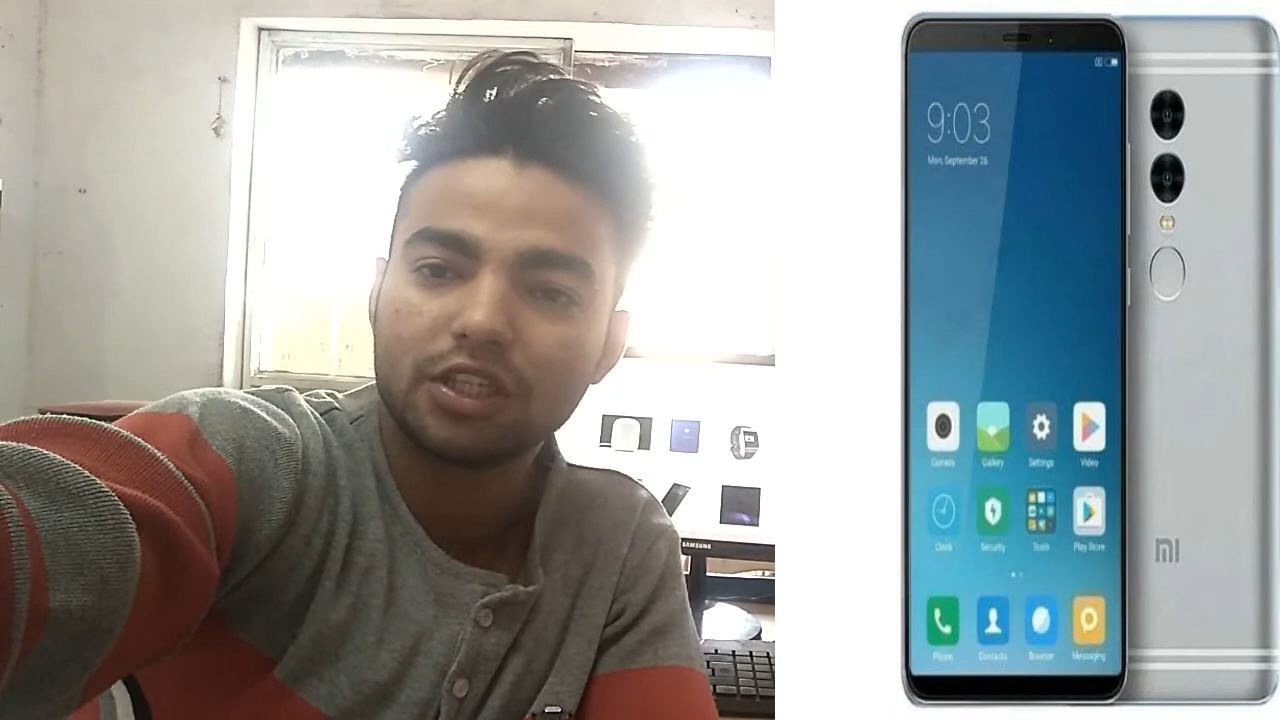 SAMSUNG
9:03
Mon, September 26
Camera Gallery Settings Video
Clock Security Tools Play Store
Phone Contacts Browser Messaging
MI